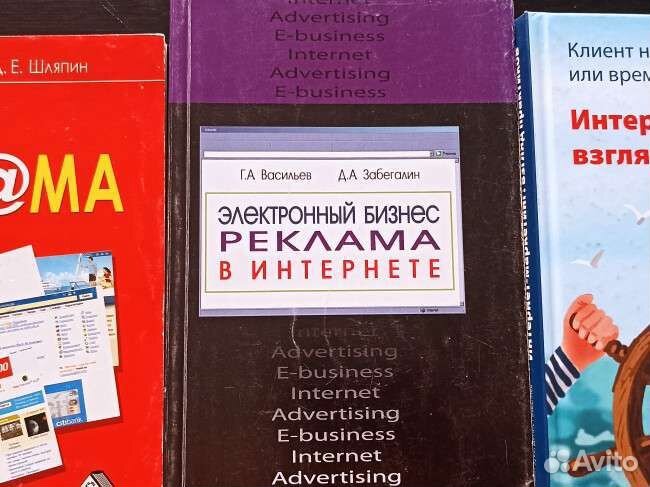 Д. Е. Шляпин
@МА
citibank
Internet
Advertising
E-business
Internet
Advertising
E-business
Г.А Васильев Д.А Забегалин
ЭЛЕКТРОННЫЙ БИЗНЕС
РЕКЛАМА
В ИНТЕРНЕТЕ
Internet
Advertising
E-business
Internet
Advertising
E-business
Internet
Advertising
Клиент н
или врем
Интер
взгля
Avito